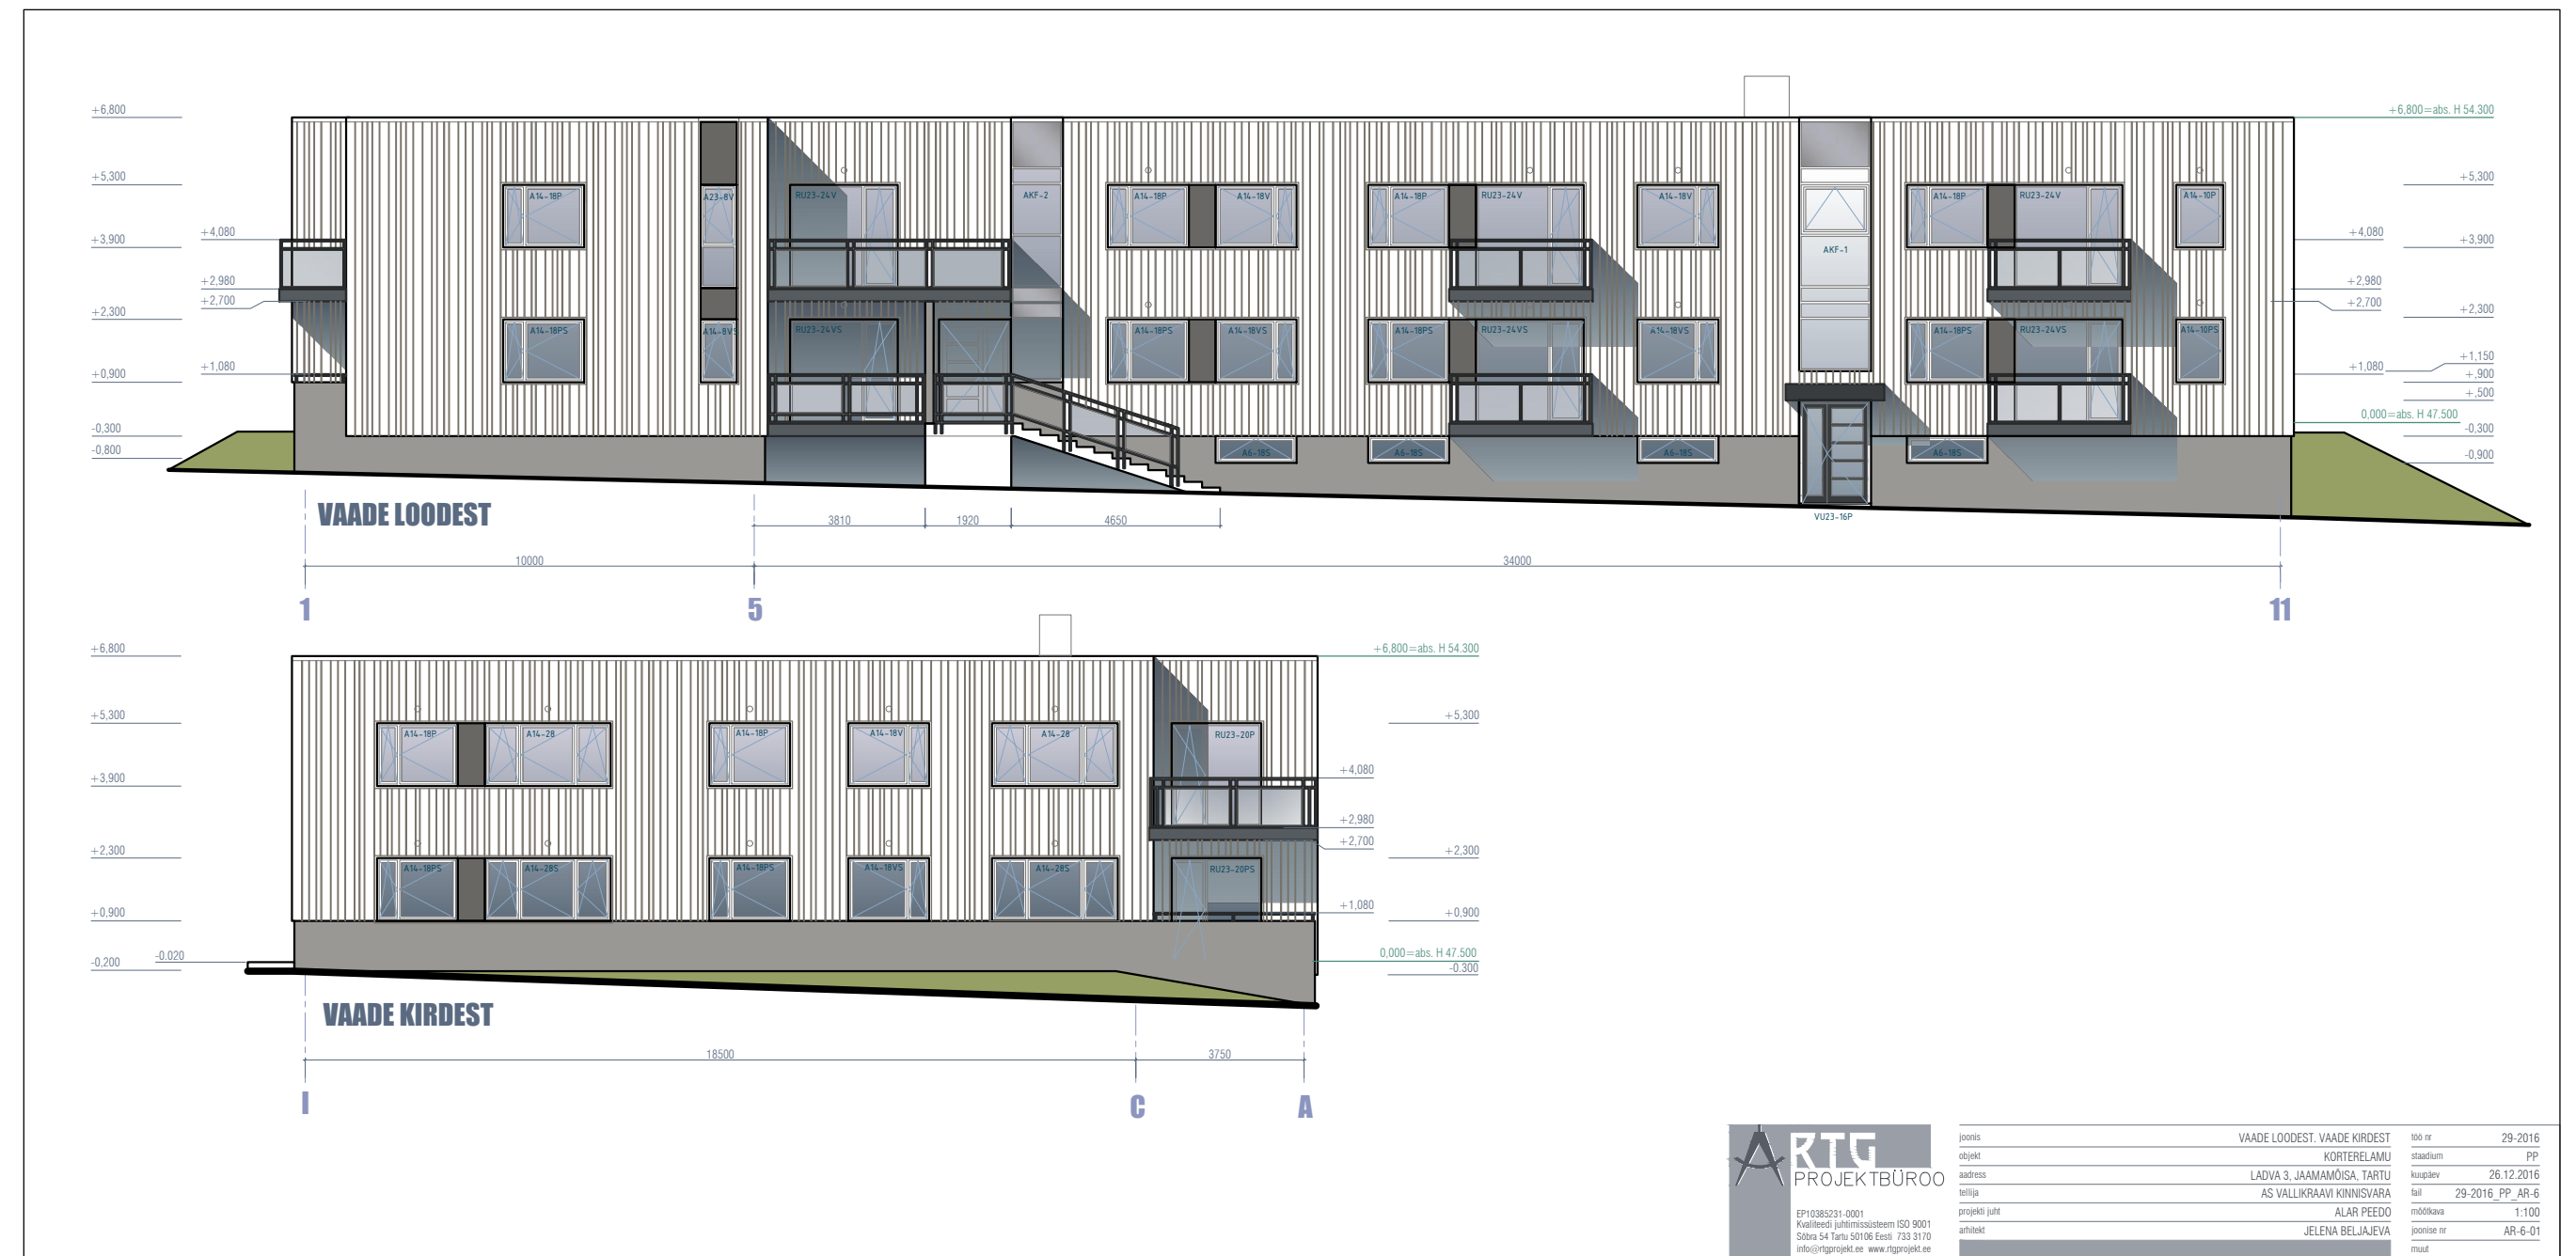 +6,800
+5,300
+4,080
+3,900
+2,980
+2,700
+2,300
+1,080
+0,900
-0,300
-0,800
A14-18P
A23-8V
RU23-24V
AKF-2
A14-18P
A14-18V
A14-18P
RU23-24V
A14-18V
AKF-1
A14-18P
RU23-24V
A14-10P
A14-18PS
A14-8VS
RU23-24VS
A14-18PS
A14-18VS
A14-18PS
RU23-24VS
A14-18VS
A14-18PS
RU23-24VS
A14-10PS
A6-18S
A6-18S
A6-18S
A6-18S
VU23-16P
+6,800=abs. H 54.300
+5,300
+4,080
+3,900
+2,980
+2,700
+2,300
+1,150
+1,080
+,900
+,500
0,000=abs. H 47.500
-0,300
-0,900
VAADE LOODEST
3810
1920
4650
10000
34000
1
5
11
+6,800
+5,300
+3,900
+2,300
+0,900
-0.020
-0,200
A14-18P
A14-28
A14-18P
A14-18V
A14-28
RU23-20P
A14-18PS
A14-28S
A14-18PS
A14-18VS
A14-28S
RU23-20PS
+6,800=abs. H 54.300
+5,300
+4,080
+2,980
+2,700
+2,300
+1,080
+0,900
0,000=abs. H 47.500
-0.300
VAADE KIRDEST
18500
3750
I
C
A
RTG
PROJEKTBÜROO
EP10385231-0001
Kvaliteedi juhtimissüsteem ISO 9001
Sõbra 54 Tartu 50106 Eesti 733 3170
info@rtgprojekt.ee www.rtgprojekt.ee
joonis VAADE LOODEST. VAADE KIRDEST töö nr 29-2016
objekt KORTERELAMU staadium PP
aadress LADVA 3, JAAMAMÕISA, TARTU kuupäev 26.12.2016
tellija AS VALLIKRAAVI KINNISVARA fail 29-2016_PP_AR-6
projekti juht ALAR PEEDO mõõtkava 1:100
arhitekt JELENA BELJAJEVA joonise nr AR-6-01
muut